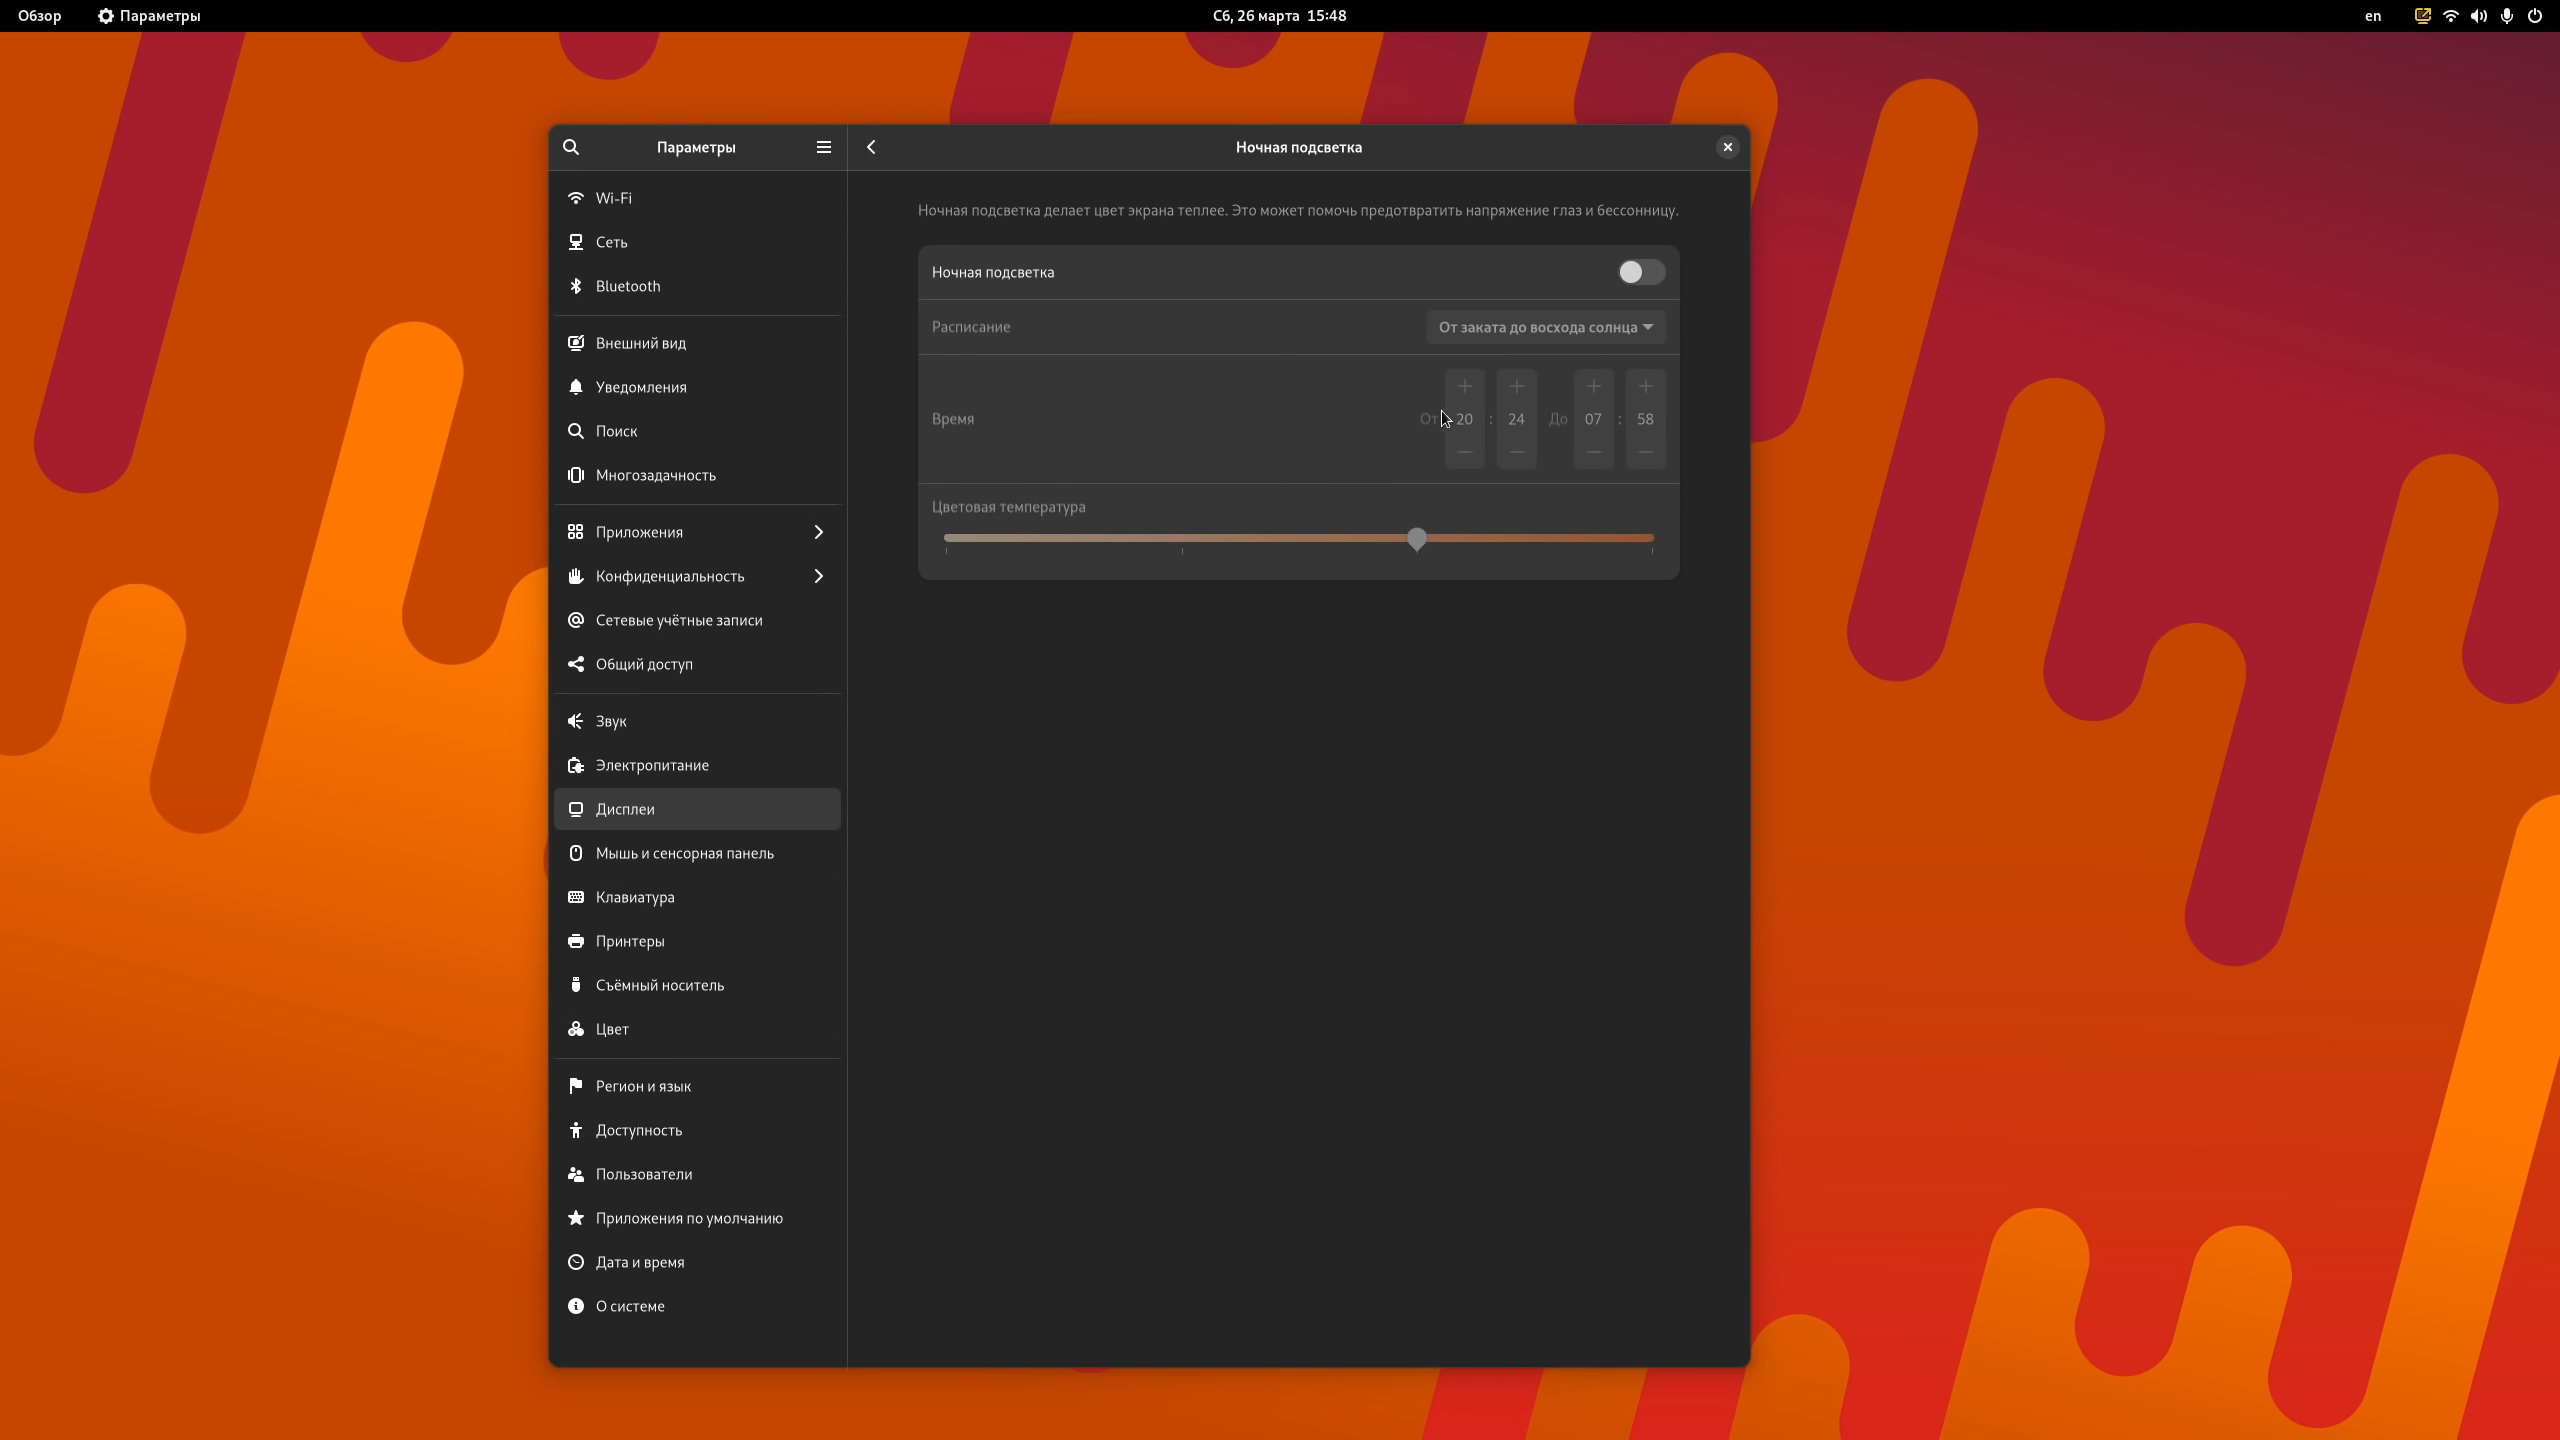 Обзор
Параметры
Сб, 26 марта 15:48
en
Параметры
Ночная подсветка
Wi-Fi
Сеть
Bluetooth
Внешний вид
Уведомления
Поиск
Многозадачность
Приложения
Конфиденциальность
Сетевые учётные записи
Общий доступ
Звук
Электропитание
Дисплеи
Мышь и сенсорная панель
Клавиатура
Принтеры
Съёмный носитель
Цвет
Регион и язык
Доступность
Пользователи
Приложения по умолчанию
Дата и время
О системе
Ночная подсветка делает цвет экрана теплее. Это может помочь предотвратить напряжение глаз и бессонницу.
Ночная подсветка
Расписание
От заката до восхода солнца
Время
От 20 : 24 До 07 : 58
Цветовая температура